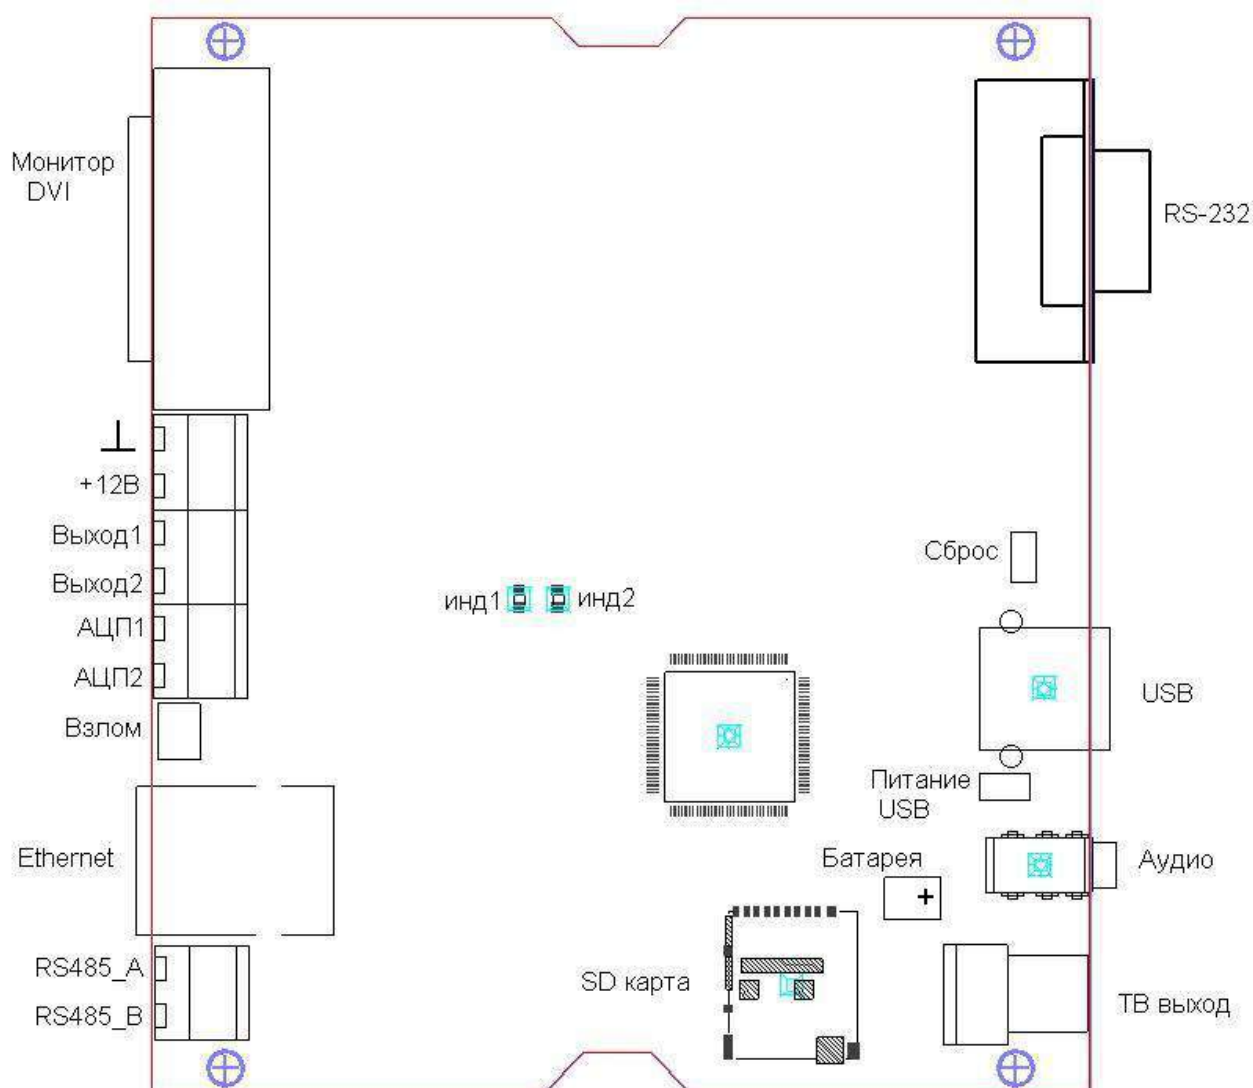 Монитор
DVI
RS-232
+12В
Выход1
Выход2
АЦП1
АЦП2
Взлом
Ethernet
RS485_A
RS485_B
инд1
инд2
Сброс
USB
Питание
USB
Батарея
+
Аудио
SD карта
ТВ выход